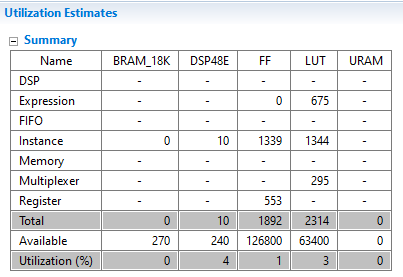 Utilization Estimates
Summary
Name BRAM_18K DSP48E FF LUT URAM
DSP - - - - -
Expression - - 0 675 -
FIFO - - - - -
Instance 0 10 1339 1344 -
Memory - - - - -
Multiplexer - - - 295 -
Register - - 553 - -
Total 0 10 1892 2314 0
Available 270 240 126800 63400 0
Utilization (%) 0 4 1 3 0